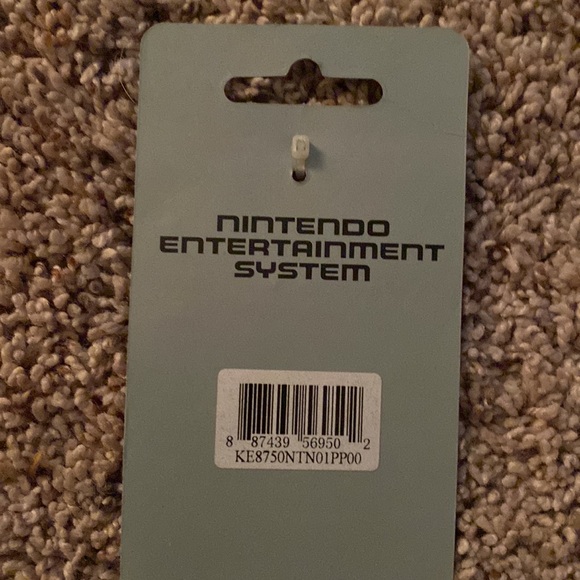 NINTENDO
ENTERTAINMENT
SYSTEM
8 87439 56950 2
KE8750NTN01PP00